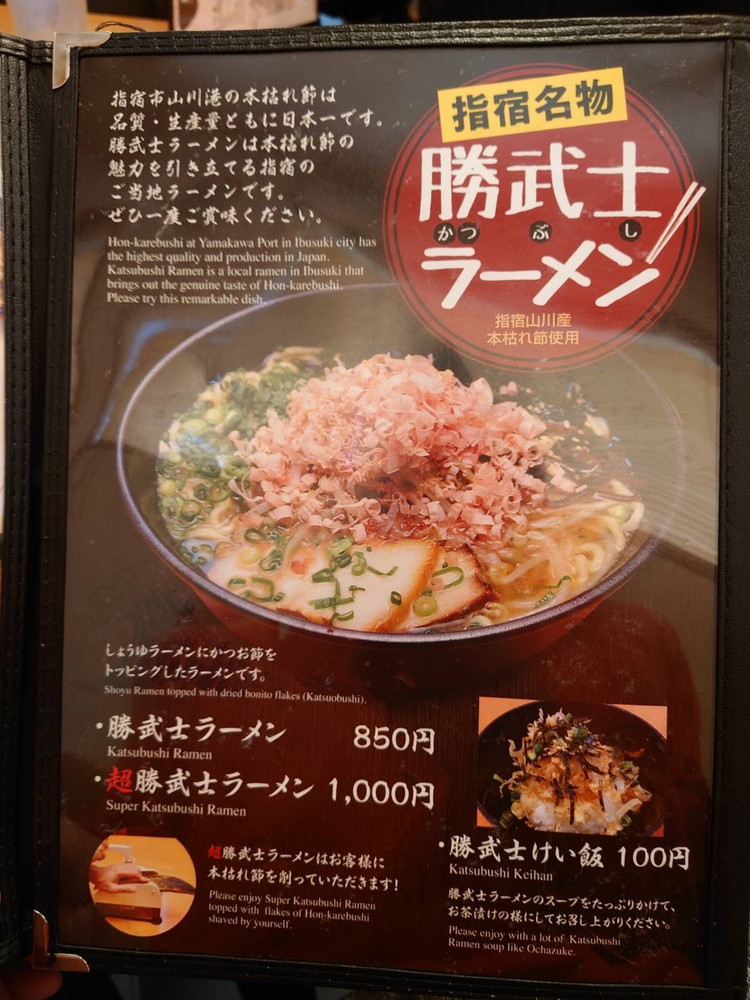 指宿市山川港の本枯れ節は
品質・生産量ともに日本一です。
勝武士ラーメンは本枯れ節の
魅力を引き立てる指宿の
ご当地ラーメンです。
ぜひ一度ご賞味ください。
Hon-karebushi at Yamakawa Port in Ibusuki city has
the highest quality and production in Japan.
Katsubushi Ramen is a local ramen in Ibusuki that
brings out the genuine taste of Hon-karebushi.
Please try this remarkable dish.
指宿名物
勝武士
かつ ぶ し
ラーメン
指宿山川産
本枯れ節使用
しょうゆラーメンにかつお節を
トッピングしたラーメンです。
Shoyu Ramen topped with dried bonito flakes (Katsuobushi).
・勝武士ラーメン 850円
Katsubushi Ramen
・超勝武士ラーメン 1,000円
Super Katsubushi Ramen
超勝武士ラーメンはお客様に
本枯れ節を削っていただきます!
Please enjoy Super Katsubushi Ramen
topped with flakes of Hon-karebushi
shaved by yourself.
・勝武士けい飯 100円
Katsubushi Keihan
勝武士ラーメンのスープをたっぷりかけて、
お茶漬けの様にしてお召し上がりください。
Please enjoy with a lot of Katsubushi
Ramen soup like Ochazuke.